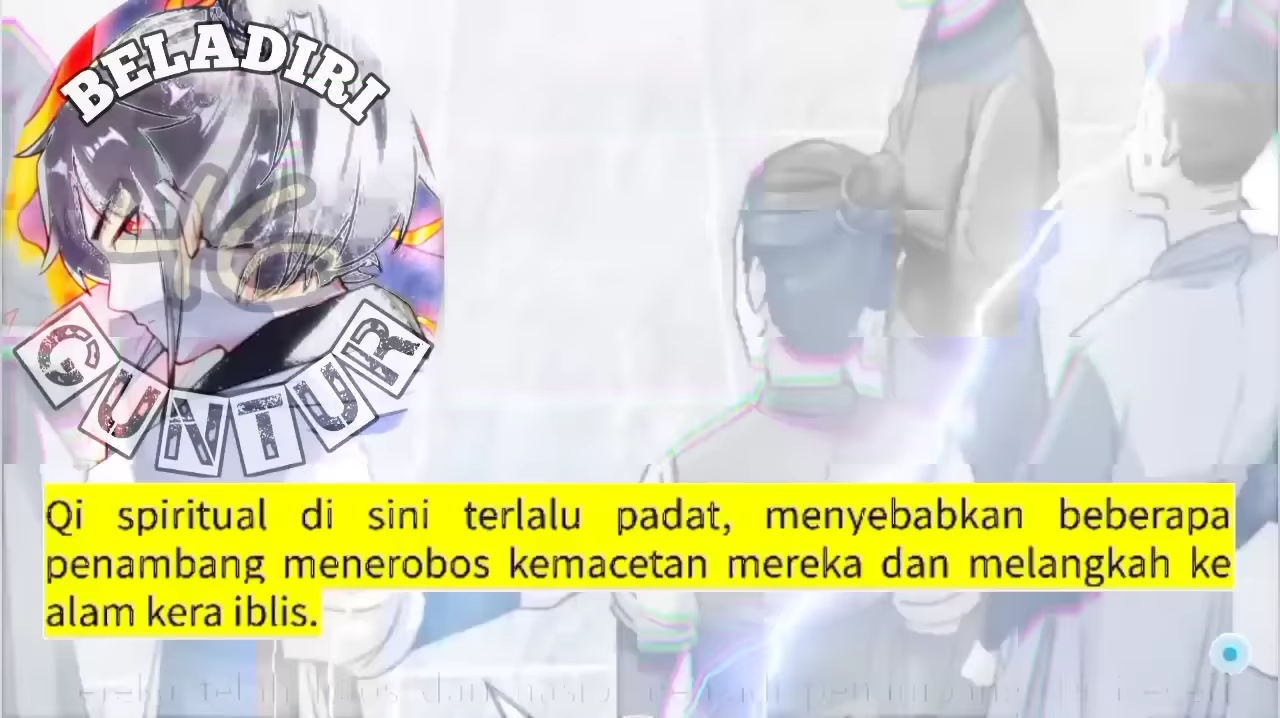 BELADIRI
GUNTUR
Qi spiritual di sini terlalu padat, menyebabkan beberapa
penambang menerobos kemacetan mereka dan melangkah ke
alam kera iblis.